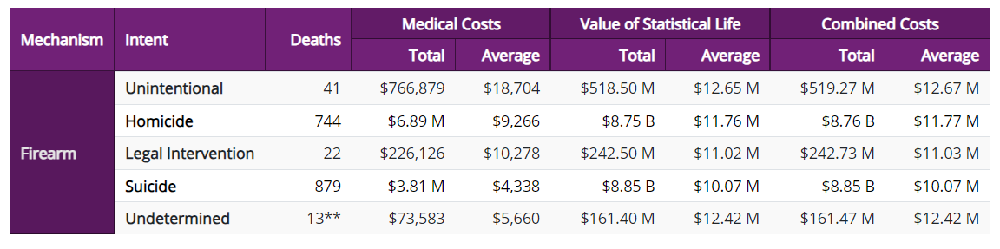 Medical Costs Value of Statistical Life Combined Costs
Mechanism Intent Deaths
Total Average Total Average Total Average
Unintentional 41 $766,879 $18,704 $518.50 M $12.65 M $519.27 M $12.67 M
Homicide 744 $6.89 M $9,266 $8.75 B $11.76 M $8.76 B $11.77 M
Firearm Legal Intervention 22 $226,126 $10,278 $242.50 M $11.02 M $242.73 M $11.03 M
Suicide 879 $3.81 M $4,338 $8.85 B $10.07 M $8.85 B $10.07 M
Undetermined 13** $73,583 $5,660 $161.40 M $12.42 M $161.47 M $12.42 M